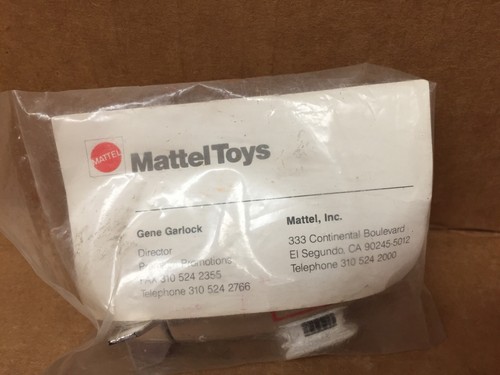 MATTEL
Mattel Toys
Gene Garlock
Director
Promotions
FAX 310 524 2355
Telephone 310 524 2766
Mattel, Inc.
333 Continental Boulevard
El Segundo, CA 90245-5012
Telephone 310 524 2000